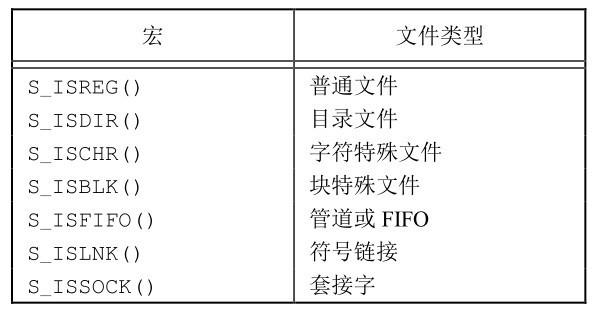 宏 文件类型
S_ISREG() 普通文件
S_ISDIR() 目录文件
S_ISCHR() 字符特殊文件
S_ISBLK() 块特殊文件
S_ISFIFO() 管道或 FIFO
S_ISLNK() 符号链接
S_ISSOCK() 套接字